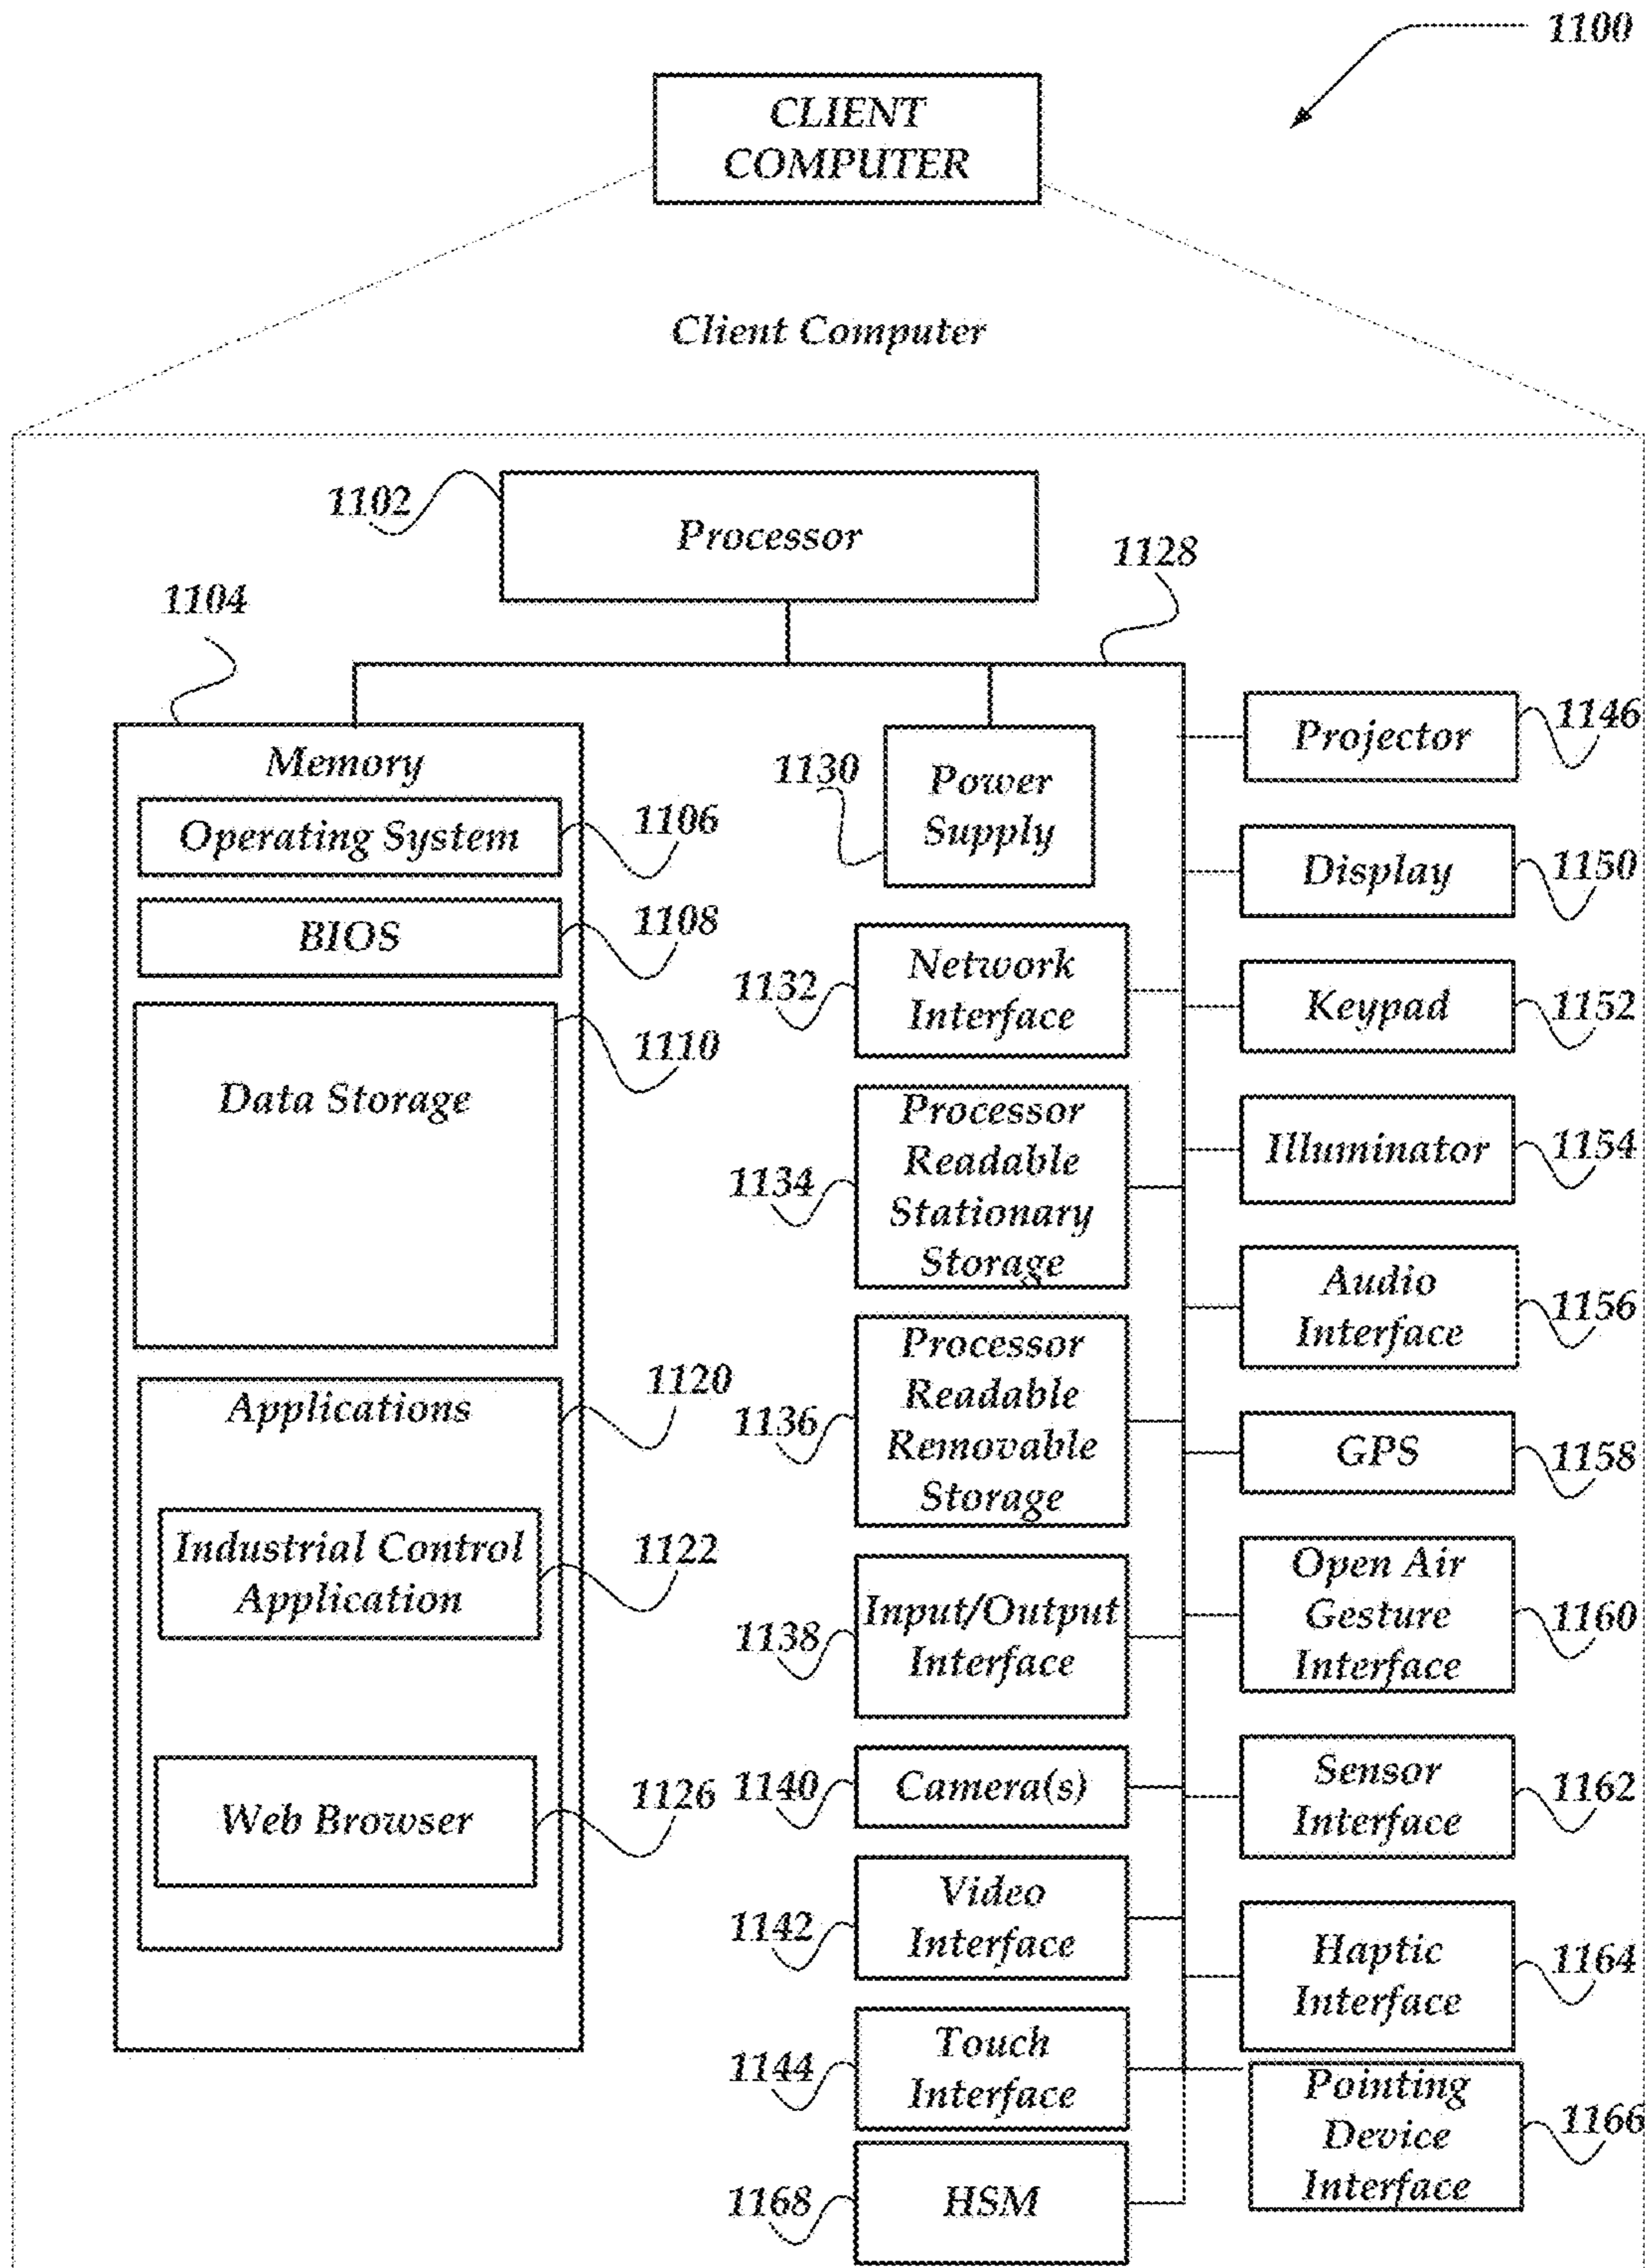 1100
CLIENT
COMPUTER
Client Computer
1102
Processor
1128
1104
Memory
Operating System
1106
BIOS
1108
Data Storage
1110
Applications
1120
Industrial Control
Application
1122
Web Browser
1126
1130
Power
Supply
1132
Network
Interface
1134
Processor
Readable
Stationary
Storage
1136
Processor
Readable
Removable
Storage
1138
Input/Output
Interface
1140
Camera(s)
1142
Video
Interface
1144
Touch
Interface
1168
HSM
Projector
1146
Display
1150
Keypad
1152
Illuminator
1154
Audio
Interface
1156
GPS
1158
Open Air
Gesture
Interface
1160
Sensor
Interface
1162
Haptic
Interface
1164
Pointing
Device
Interface
1166